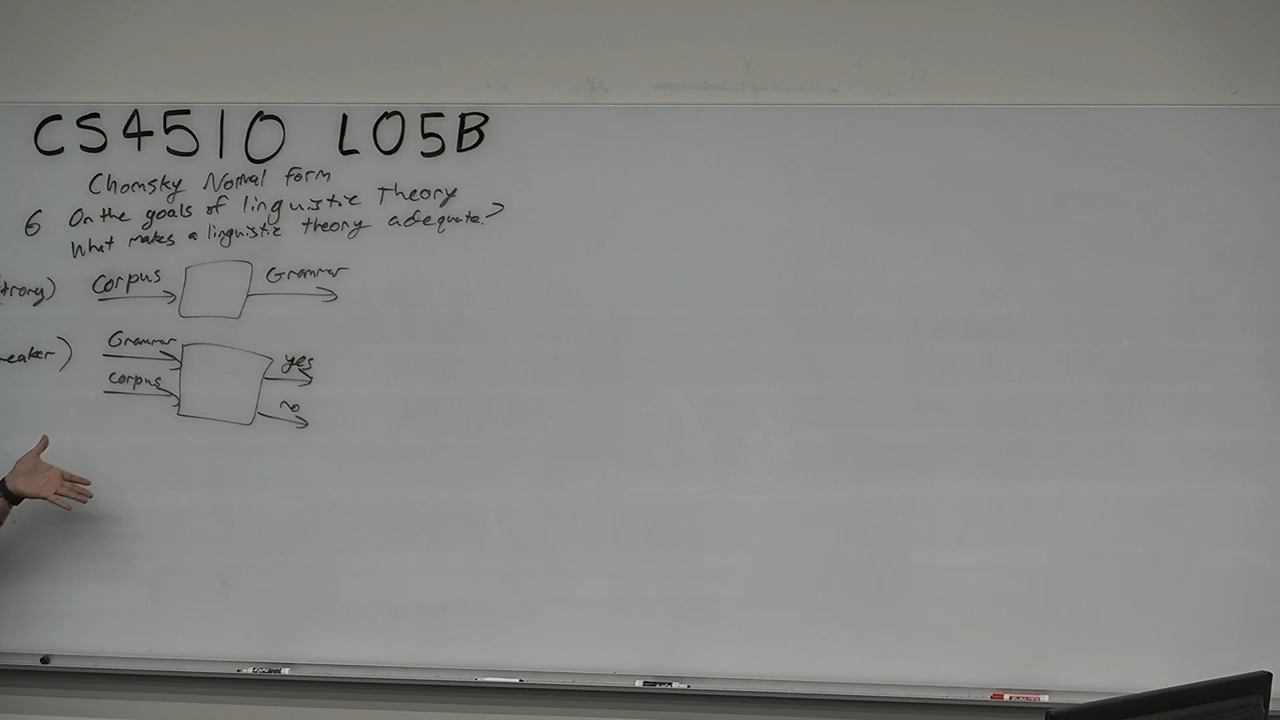 CS4510 L05B
Chomsky Normal Form
6 On the goals of linguistic Theory
What makes a linguistic theory adequate?
trong) Corpus Grammar
eaker) Grammar yes
corpus no